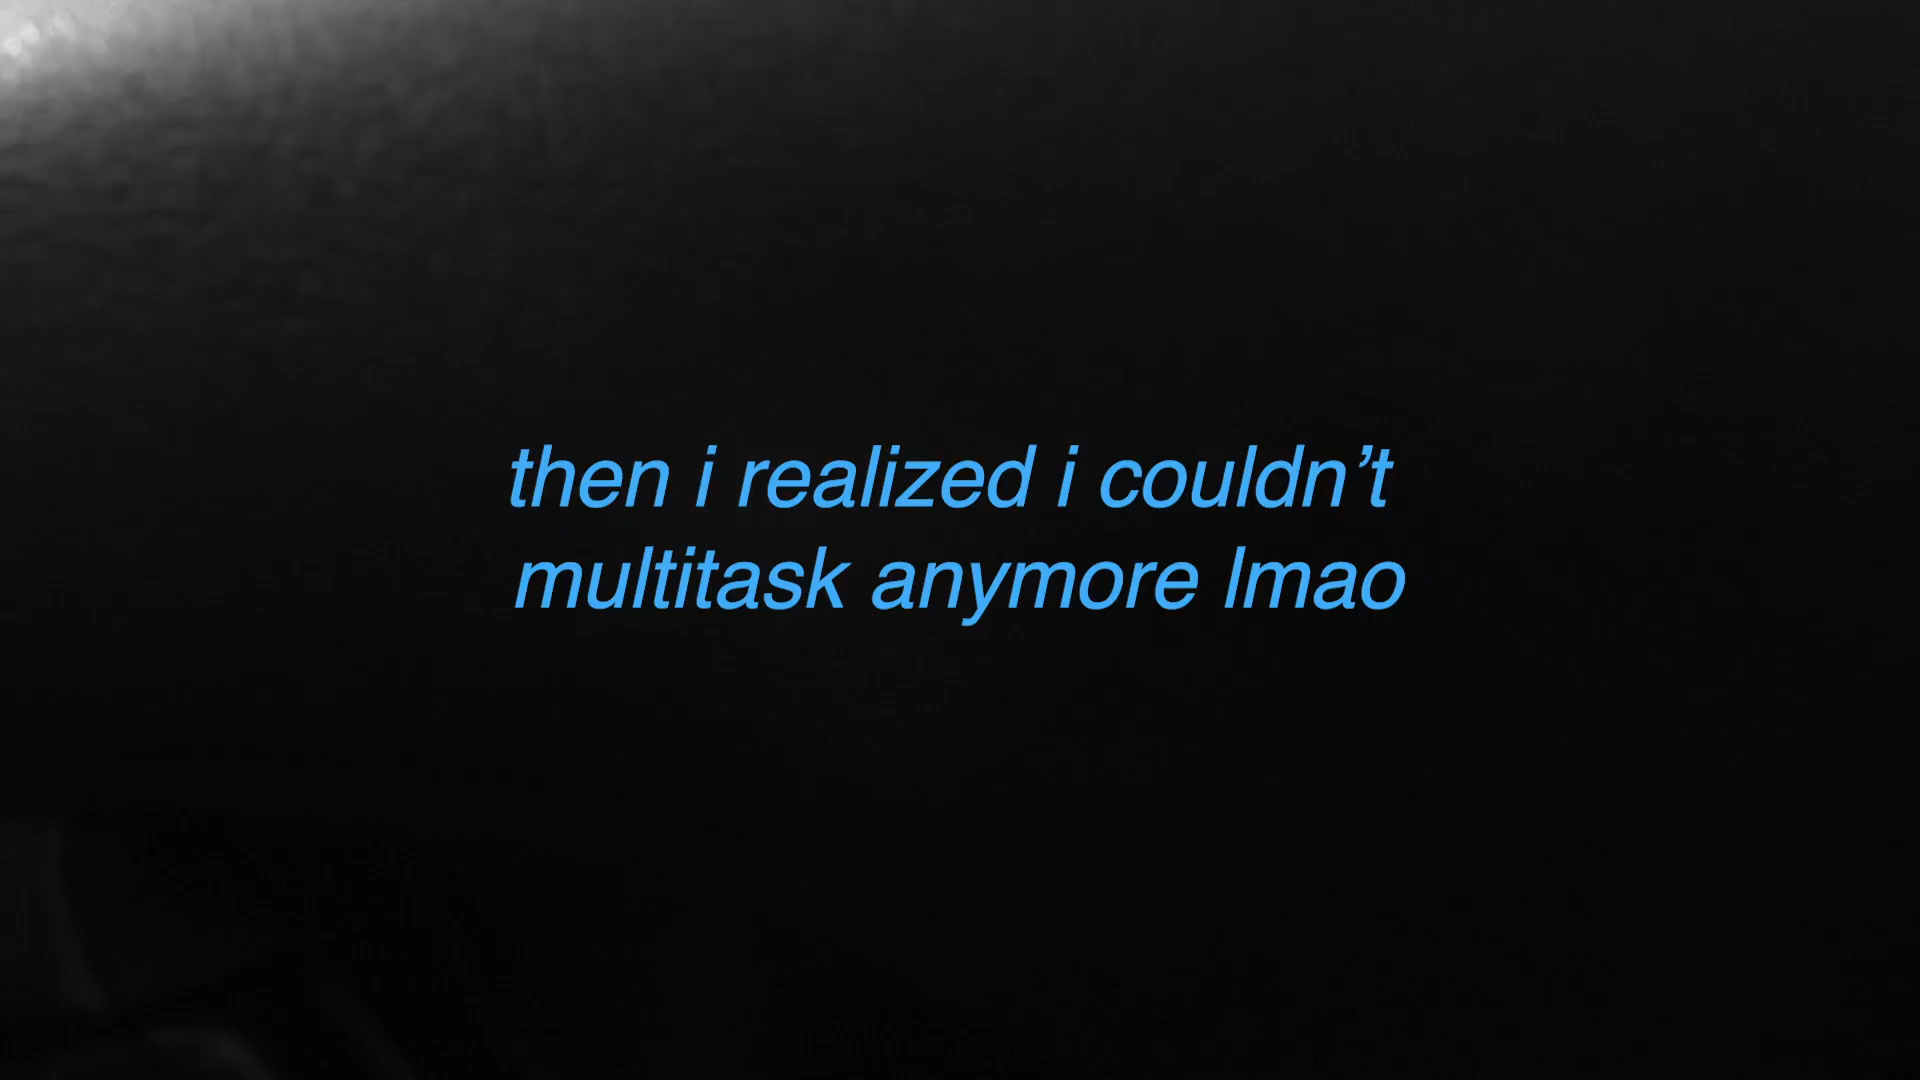 then i realized i couldn’t
multitask anymore lmao